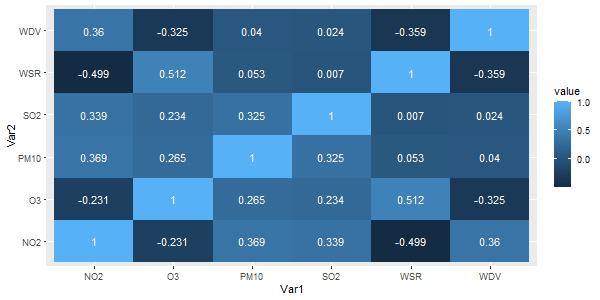 WDV 0.36 -0.325 0.04 0.024 -0.359 1
WSR -0.499 0.512 0.053 0.007 1 -0.359
SO2 0.339 0.234 0.325 1 0.007 0.024
PM10 0.369 0.265 1 0.325 0.053 0.04
O3 -0.231 1 0.265 0.234 0.512 -0.325
NO2 1 -0.231 0.369 0.339 -0.499 0.36
NO2 O3 PM10 SO2 WSR WDV
Var1
Var2
value
1.0
0.5
0.0